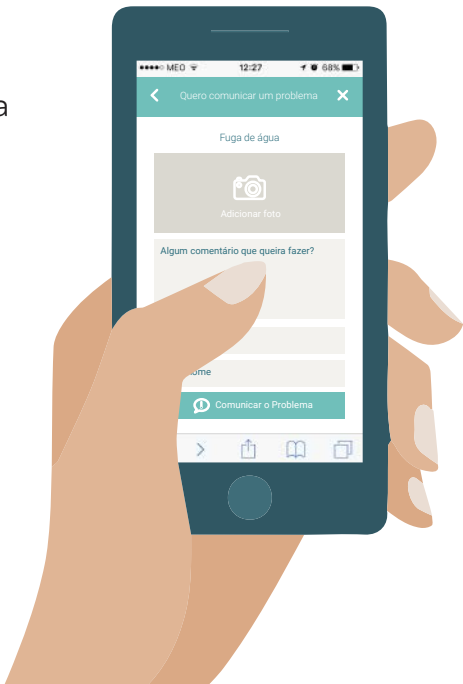 a
MEO 12:27 68%
Quero comunicar um problema
Fuga de água
Adicionar foto
Algum comentário que queira fazer?
ome
Comunicar o Problema